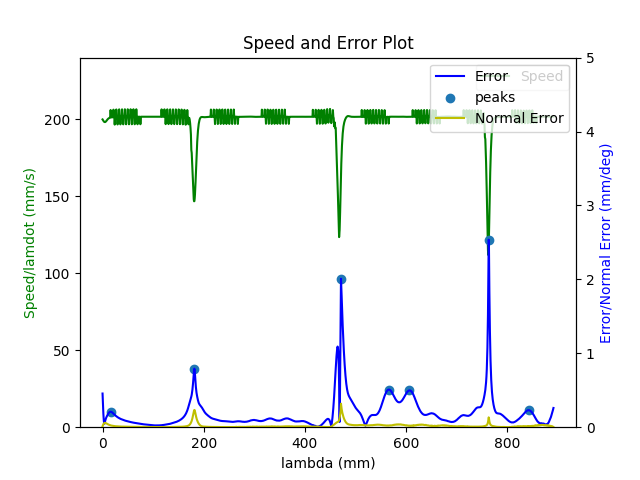 Speed and Error Plot
Error
Speed
peaks
Normal Error
Speed/lamdot (mm/s)
200
150
100
50
0
Error/Normal Error (mm/deg)
5
4
3
2
1
0
0 200 400 600 800
lambda (mm)